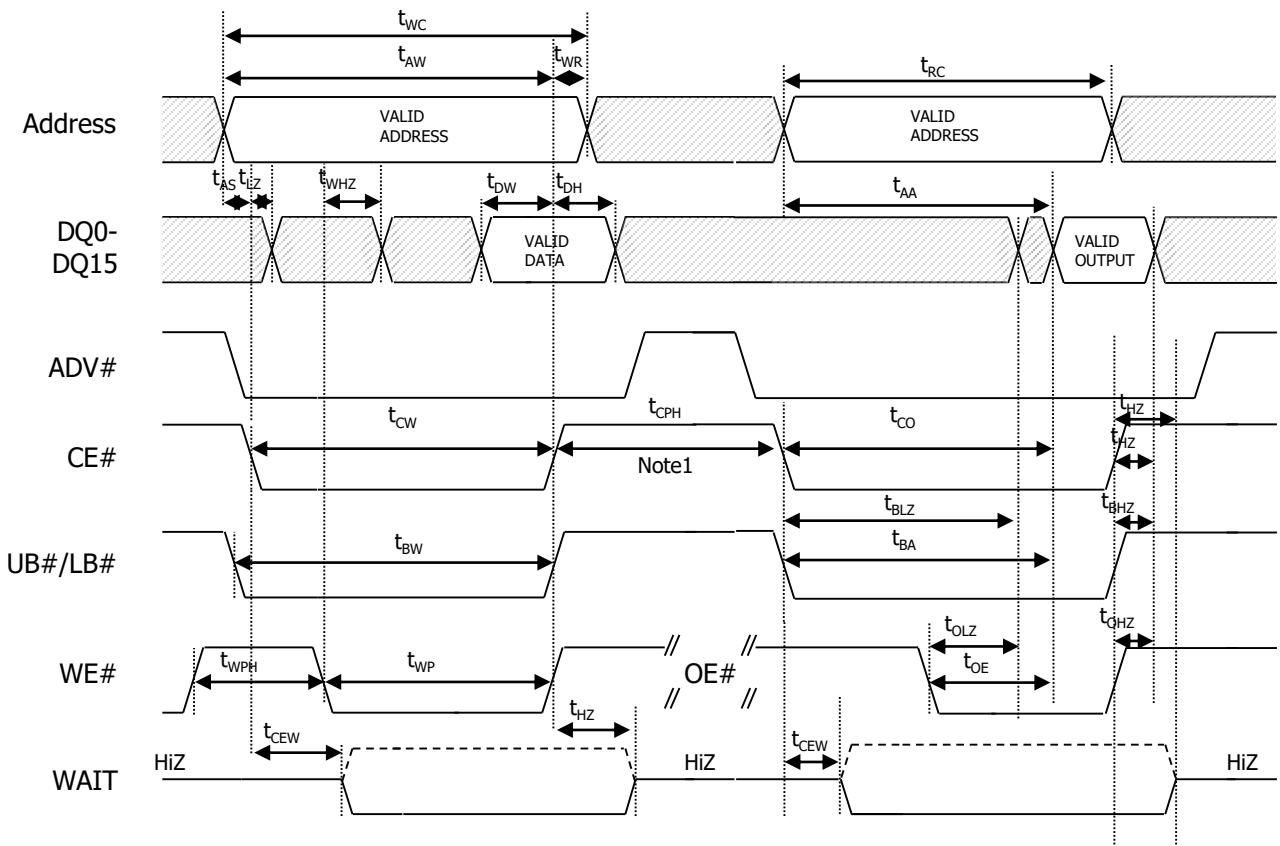 tWC
tAW
tWR
tRC
Address
VALID
ADDRESS
VALID
ADDRESS
tAS
tLZ
tWHZ
tDW
tDH
tAA
DQ0-
DQ15
VALID
DATA
VALID
OUTPUT
ADV#
tCW
tCPH
tCO
tHZ
CE#
Note1
tHZ
tBLZ
tBHZ
UB#/LB#
tBW
tBA
tOLZ
tOHZ
WE#
tWPH
tWP
OE#
tOE
tCEW
tHZ
tCEW
WAIT
HiZ
HiZ
HiZ